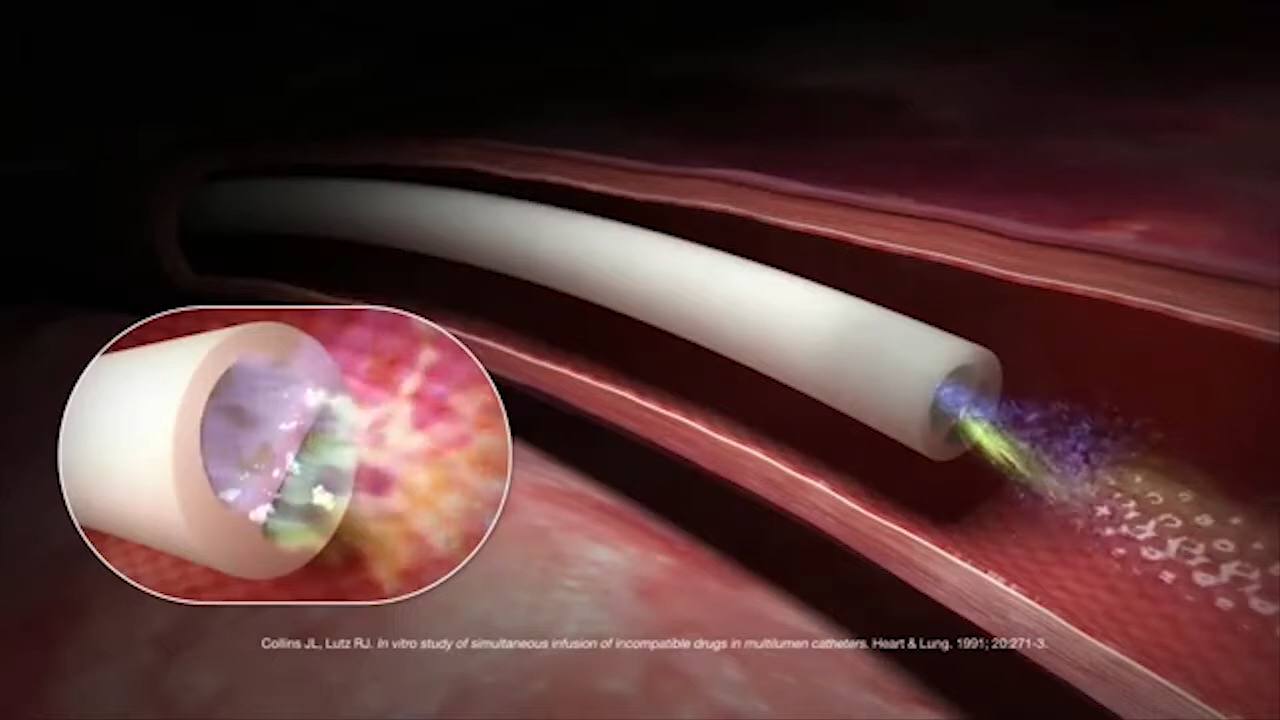 Collins JL, Lutz RJ. In vitro study of simultaneous infusion of incompatible drugs in multilumen catheters. Heart & Lung. 1991; 20:271-3.